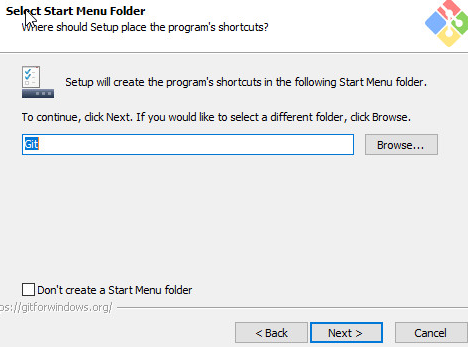 Select Start Menu Folder
Where should Setup place the program's shortcuts?
Setup will create the program's shortcuts in the following Start Menu folder.
To continue, click Next. If you would like to select a different folder, click Browse.
Git
Browse...
Don't create a Start Menu folder
ps://gitforwindows.org/
< Back
Next >
Cancel